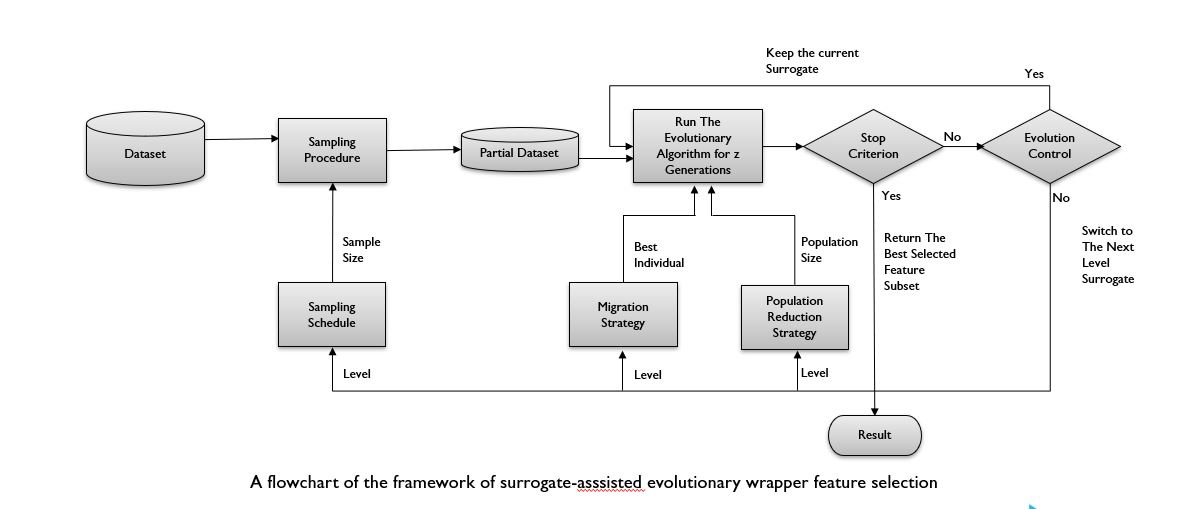 Keep the current
Surrogate
Yes
Dataset
Sampling
Procedure
Partial Dataset
Run The
Evolutionary
Algorithm for z
Generations
Stop
Criterion
No
Evolution
Control
Yes
No
Sample
Size
Best
Individual
Population
Size
Return The
Best Selected
Feature
Subset
Switch to
The Next
Level
Surrogate
Sampling
Schedule
Migration
Strategy
Population
Reduction
Strategy
Level
Level
Level
Result
A flowchart of the framework of surrogate-asssisted evolutionary wrapper feature selection